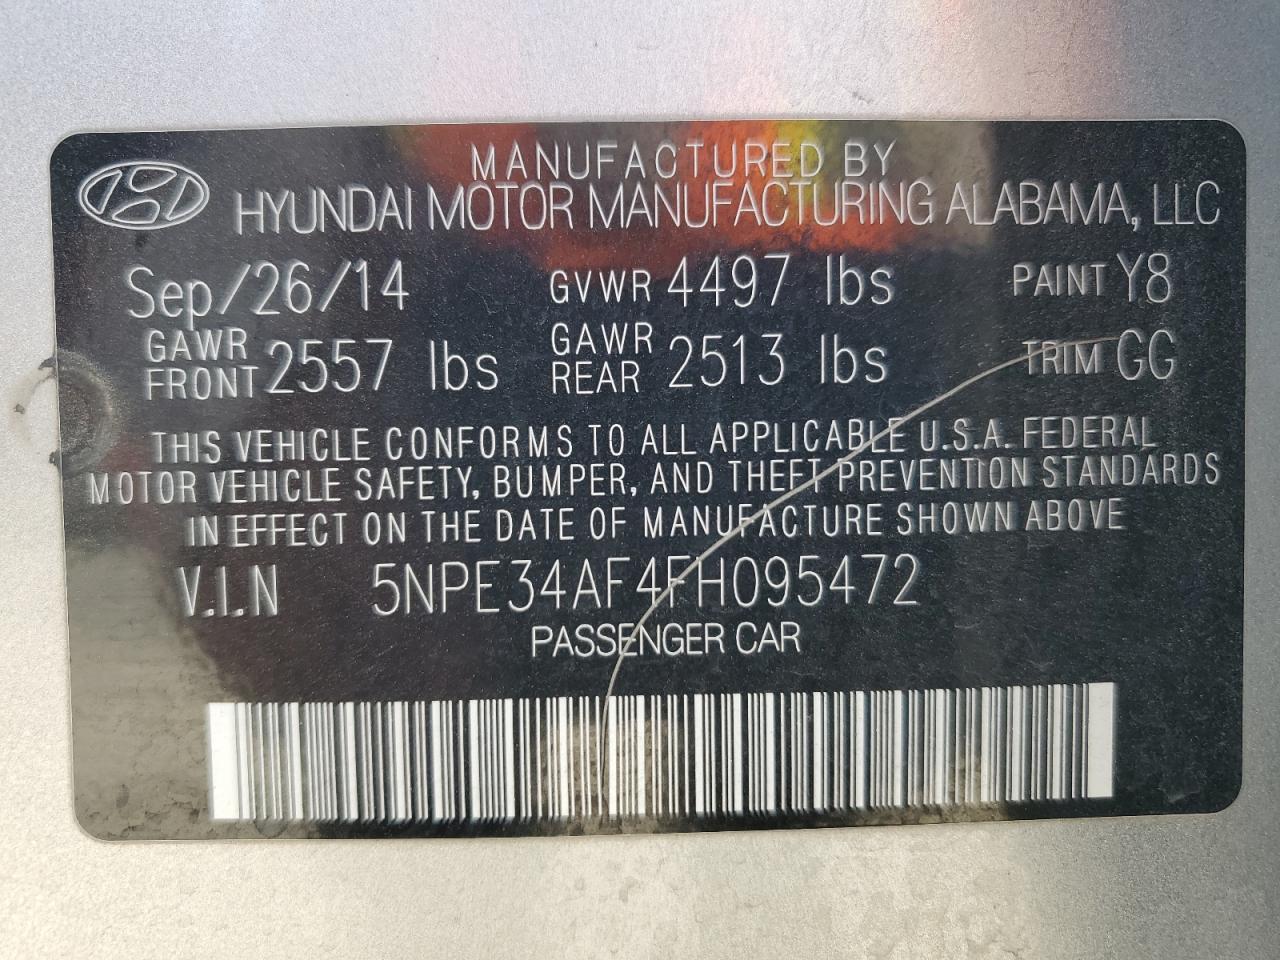 MANUFACTURED BY
HYUNDAI MOTOR MANUFACTURING ALABAMA, LLC
Sep/26/14 GVWR 4497 lbs PAINT Y8
GAWR FRONT 2557 lbs GAWR REAR 2513 lbs TRIM GG
THIS VEHICLE CONFORMS TO ALL APPLICABLE U.S.A. FEDERAL
MOTOR VEHICLE SAFETY, BUMPER, AND THEFT PREVENTION STANDARDS
IN EFFECT ON THE DATE OF MANUFACTURE SHOWN ABOVE
V.I.N 5NPE34AF4FH095472
PASSENGER CAR